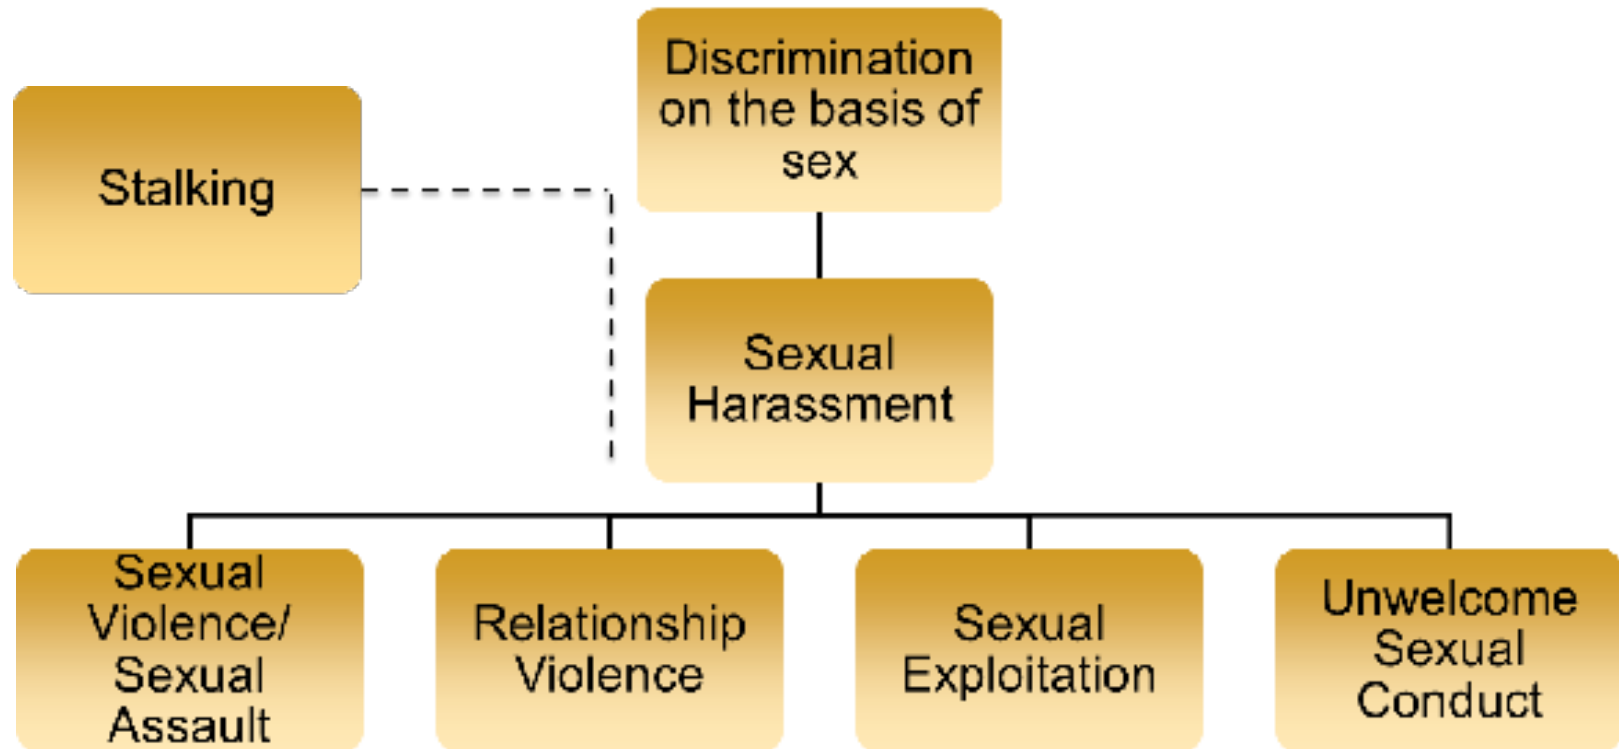 Discrimination
on the basis of
sex
Stalking
Sexual
Harassment
Sexual
Violence/
Sexual
Assault
Relationship
Violence
Sexual
Exploitation
Unwelcome
Sexual
Conduct